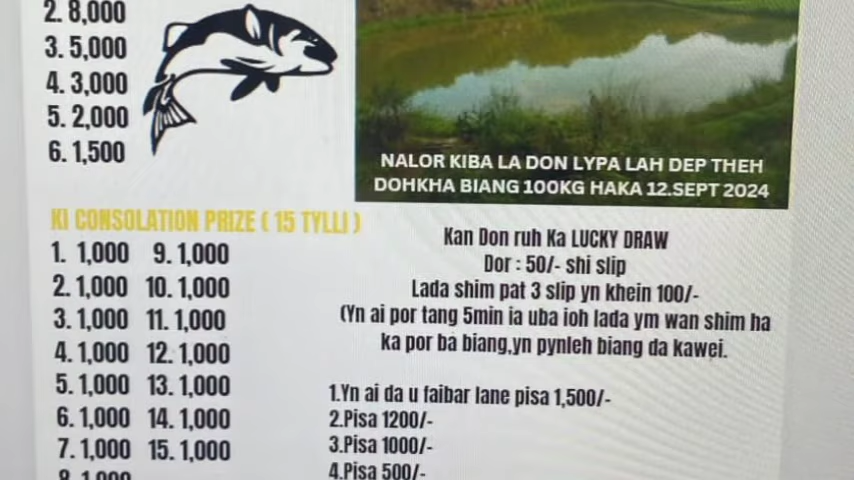 2. 8,000
3. 5,000
4. 3,000
5. 2,000
6. 1,500
NALOR KIBA LA DON LYPA LAH DEP THEH
DOHKHA BIANG 100KG HAKA 12.SEPT 2024
KI CONSOLATION PRIZE ( 15 TYLLI )
1. 1,000 9. 1,000
2. 1,000 10. 1,000
3. 1,000 11. 1,000
4. 1,000 12. 1,000
5. 1,000 13. 1,000
6. 1,000 14. 1,000
7. 1,000 15. 1,000
8. 1,000
Kan Don ruh Ka LUCKY DRAW
Dor : 50/- shi slip
Lada shim pat 3 slip yn khein 100/-
(Yn ai por tang 5min ia uba ioh lada ym wan shim ha
ka por ba biang,yn pynleh biang da kawei.
1.Yn ai da u faibar lane pisa 1,500/-
2.Pisa 1200/-
3.Pisa 1000/-
4.Pisa 500/-